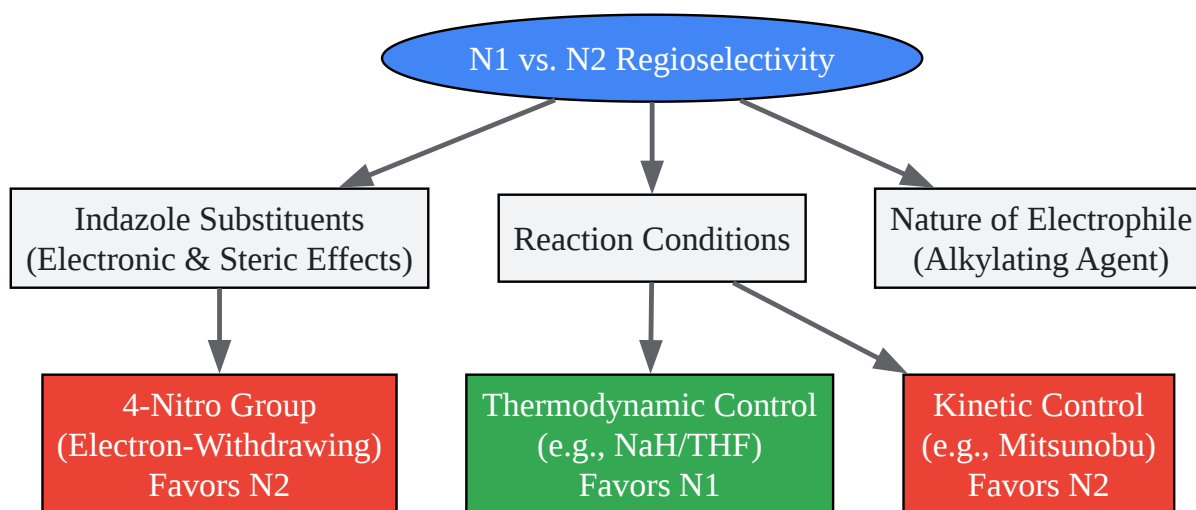 N1 vs. N2 Regioselectivity
Indazole Substituents
(Electronic & Steric Effects)
Reaction Conditions
Nature of Electrophile
(Alkylating Agent)
4-Nitro Group
(Electron-Withdrawing)
Favors N2
Thermodynamic Control
(e.g., NaH/THF)
Favors N1
Kinetic Control
(e.g., Mitsunobu)
Favors N2